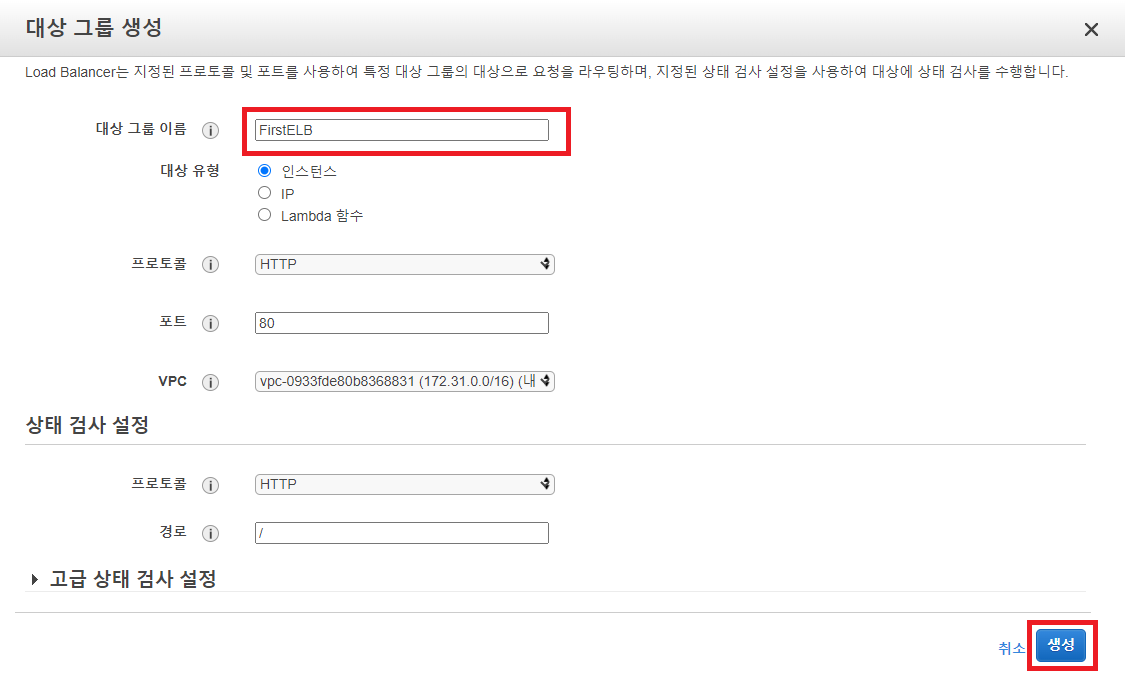 대상 그룹 생성
Load Balancer는 지정된 프로토콜 및 포트를 사용하여 특정 대상 그룹의 대상으로 요청을 라우팅하며, 지정된 상태 검사 설정을 사용하여 대상에 상태 검사를 수행합니다.
대상 그룹 이름 FirstELB
대상 유형 인스턴스
IP
Lambda 함수
프로토콜 HTTP
포트 80
VPC vpc-0933fde80b8368831 (172.31.0.0/16) (내
상태 검사 설정
프로토콜 HTTP
경로 /
고급 상태 검사 설정
취소 생성